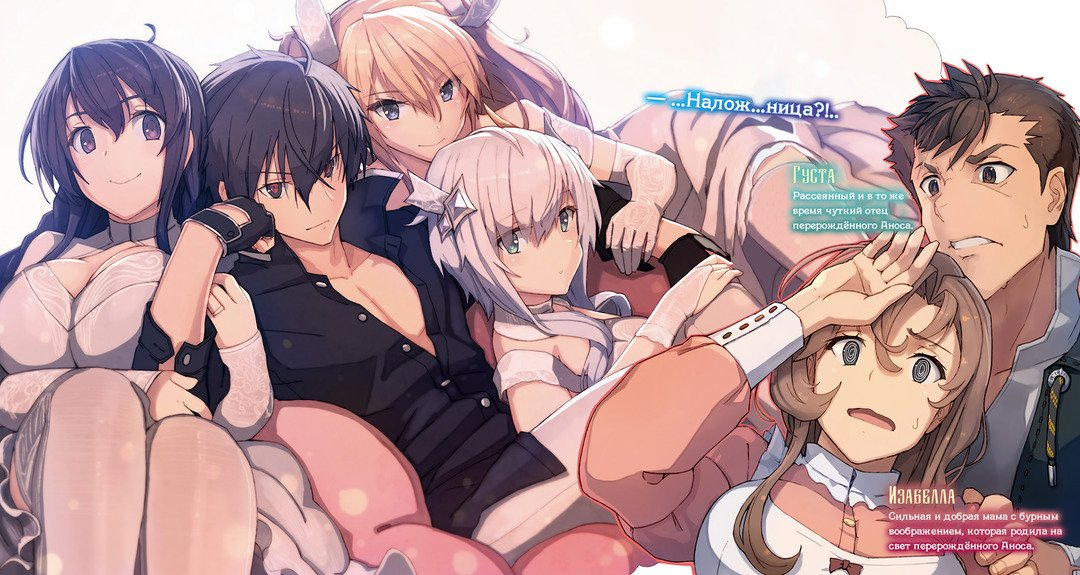 — ...Налож...ница?!..
Густа
Рассеянный и в то же
время чуткий отец
перерождённого Аноса.
Изабелла
Сильная и добрая мама с бурным
воображением, которая родила на
свет перерождённого Аноса.